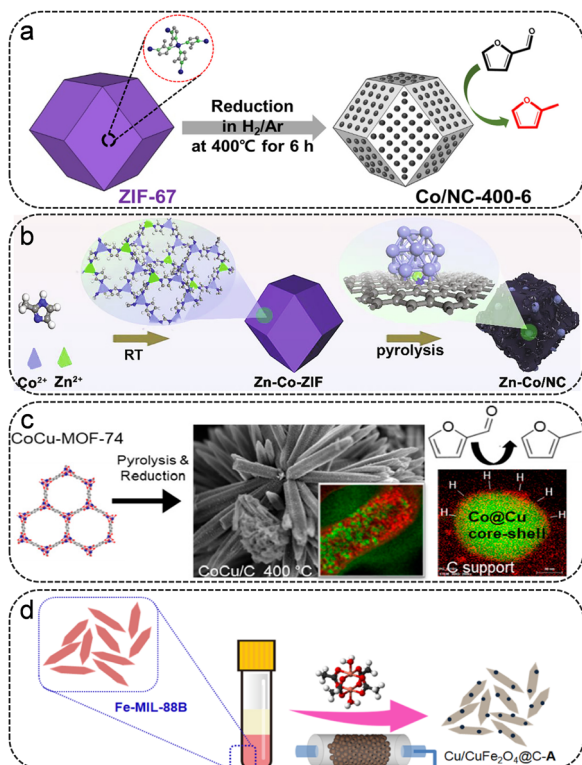 a
Reduction
in H₂/Ar
at 400℃ for 6 h
ZIF-67
Co/NC-400-6
b
RT
pyrolysis
Co²⁺
Zn²⁺
Zn-Co-ZIF
Zn-Co/NC
c
CoCu-MOF-74
Pyrolysis &
Reduction
CoCu/C 400 °C
H
H
H
H
H
H
Co@Cu
core-shell
C support
d
Fe-MIL-88B
Cu/CuFe₂O₄@C-A